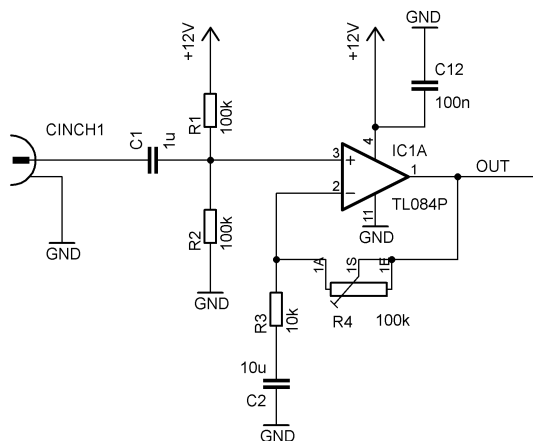 GND
+12V
+12V
C12
100n
CINCH1
C1
1u
R1
100k
4
IC1A
3
+
1
OUT
2
−
TL084P
11
GND
R2
100k
GND
GND
1A
1S
1E
R3
10k
R4
100k
10u
C2
GND